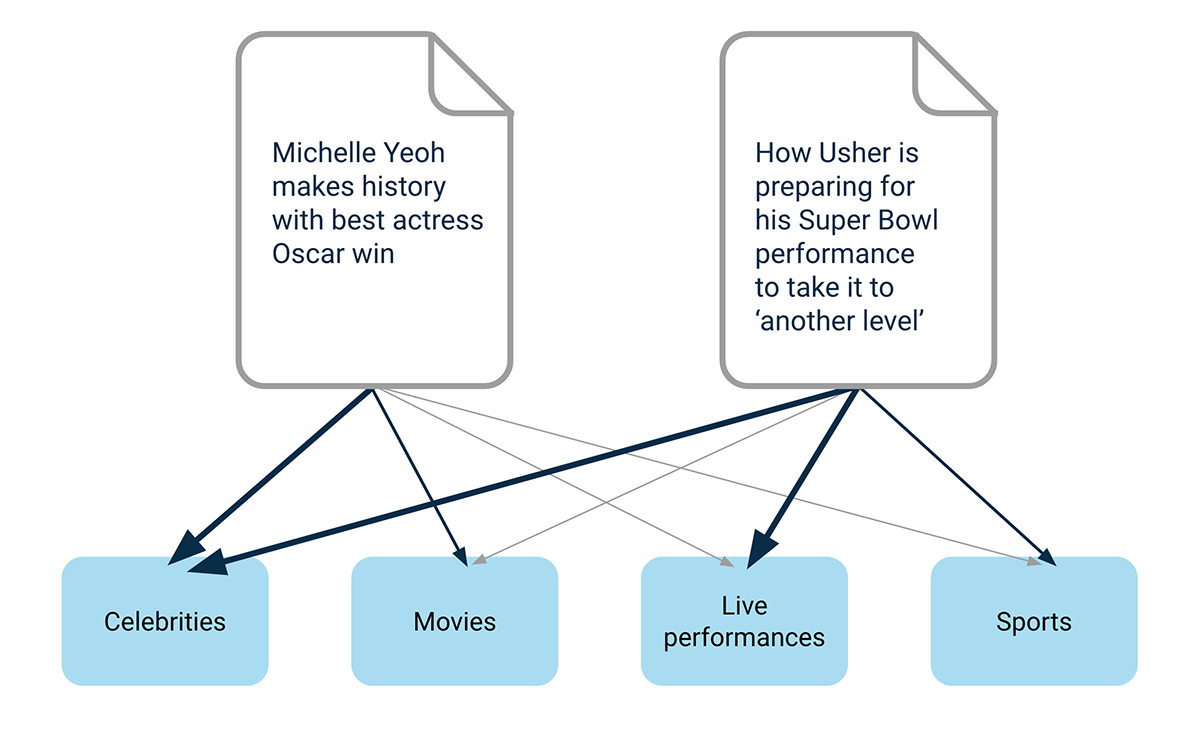 Michelle Yeoh
makes history
with best actress
Oscar win
How Usher is
preparing for
his Super Bowl
performance
to take it to
‘another level’
Celebrities
Movies
Live
performances
Sports